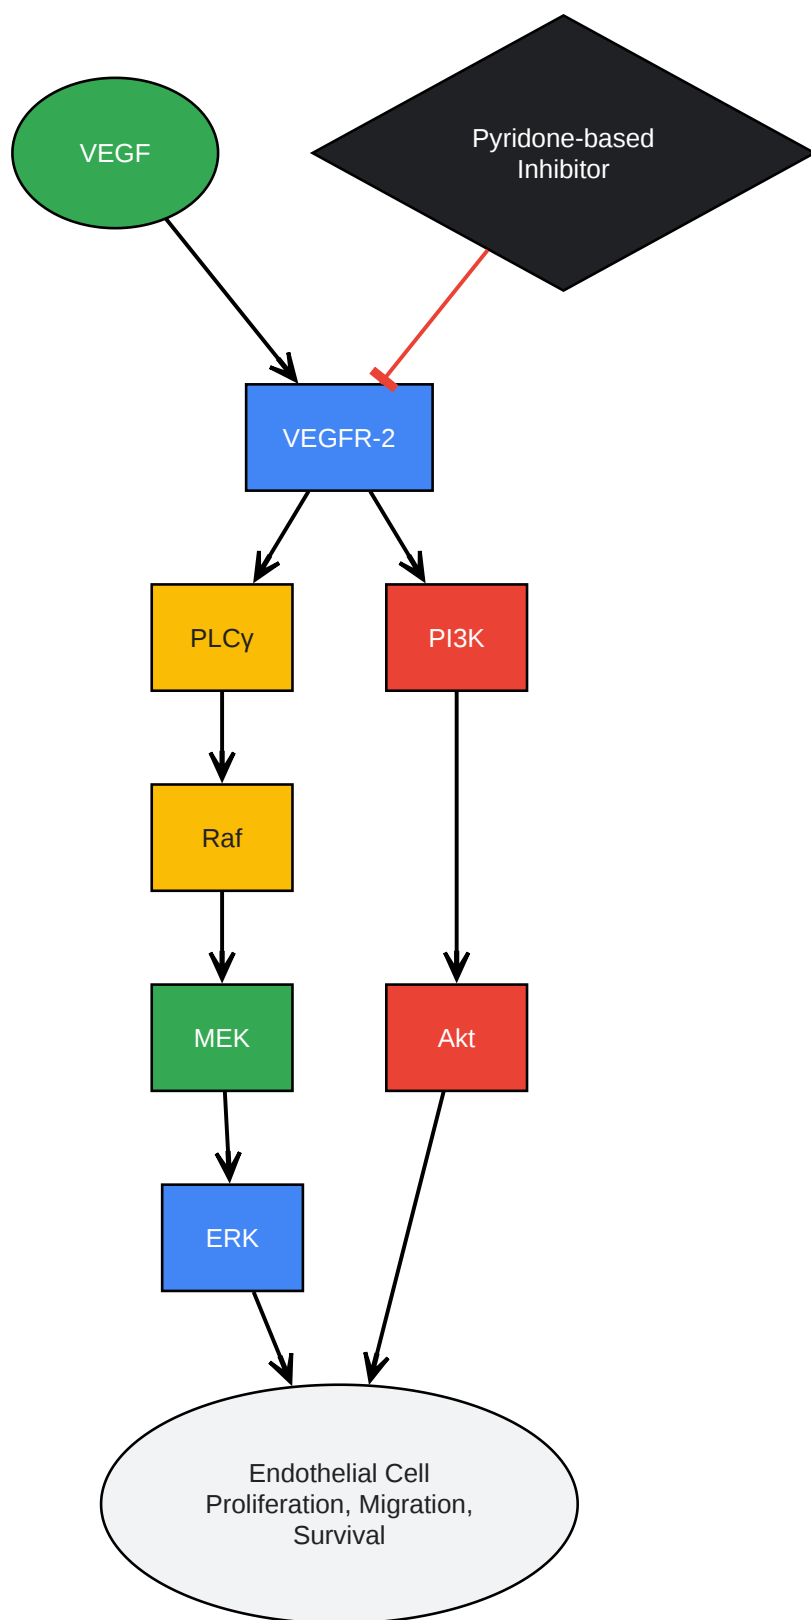 VEGF
Pyridone-based
Inhibitor
VEGFR-2
PLCγ
PI3K
Raf
MEK
Akt
ERK
Endothelial Cell
Proliferation, Migration,
Survival